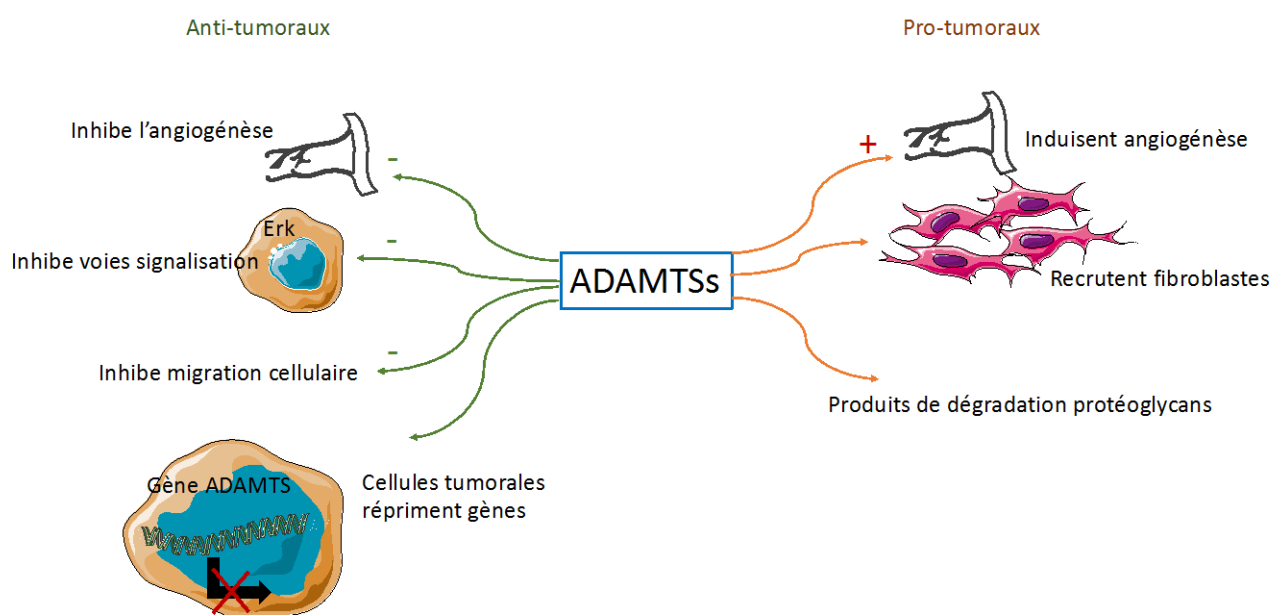 Anti-tumoraux
Pro-tumoraux
Inhibe l’angiogénèse
-
+
Induisent angiogénèse
Erk
-
Inhibe voies signalisation
ADAMTSs
Recrutent fibroblastes
-
Inhibe migration cellulaire
Produits de dégradation protéoglycans
Gène ADAMTS
Cellules tumorales
répriment gènes